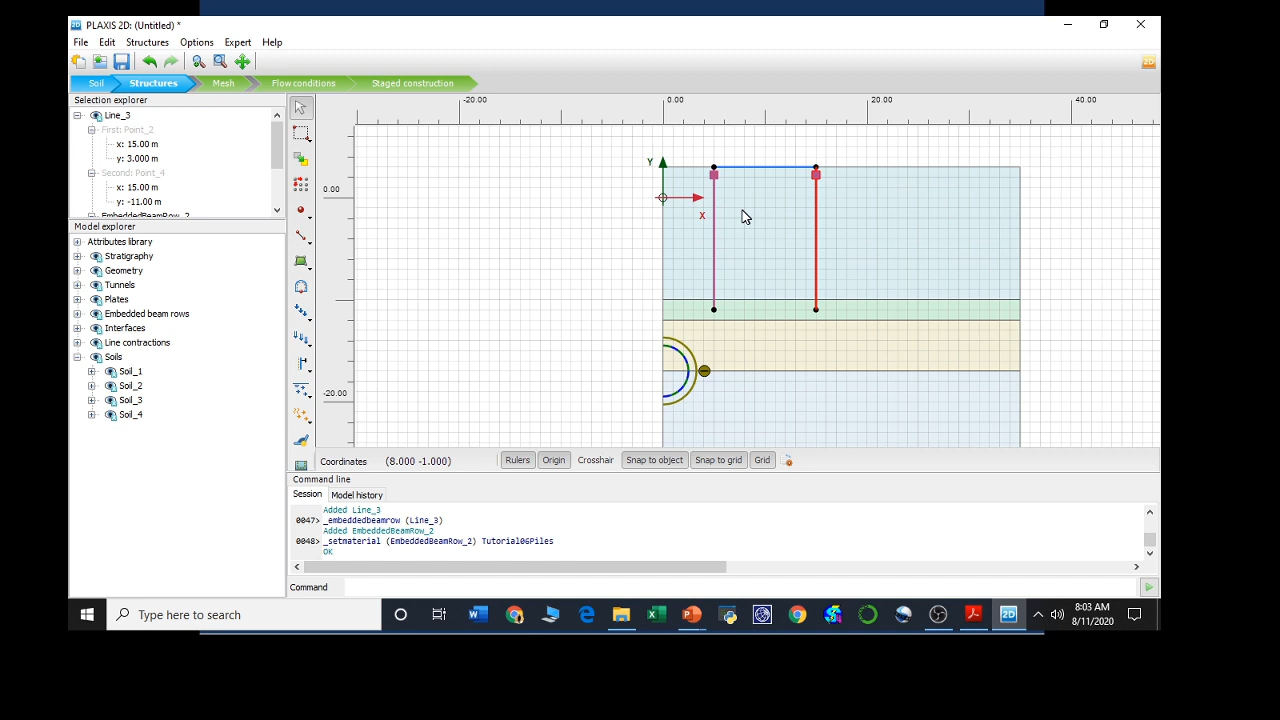 PLAXIS 2D: (Untitled) *
File Edit Structures Options Expert Help
Soil Structures Mesh Flow conditions Staged construction
Selection explorer
Line_3
First: Point_2
x: 15.00 m
y: 3.000 m
Second: Point_4
x: 15.00 m
y: -11.00 m
EmbeddedBeamRow_2
Model explorer
Attributes library
Stratigraphy
Geometry
Tunnels
Plates
Embedded beam rows
Interfaces
Line contractions
Soils
Soil_1
Soil_2
Soil_3
Soil_4
-20.00 0.00 20.00 40.00
0.00
-20.00
Y
X
Coordinates (8.000 -1.000) Rulers Origin Crosshair Snap to object Snap to grid Grid
Command line
Session Model history
Added Line_3
0047> _embeddedbeamrow (Line_3)
Added EmbeddedBeamRow_2
0048> _setmaterial (EmbeddedBeamRow_2) Tutorial06Piles
OK
Command
Type here to search
2D
8:03 AM
8/11/2020